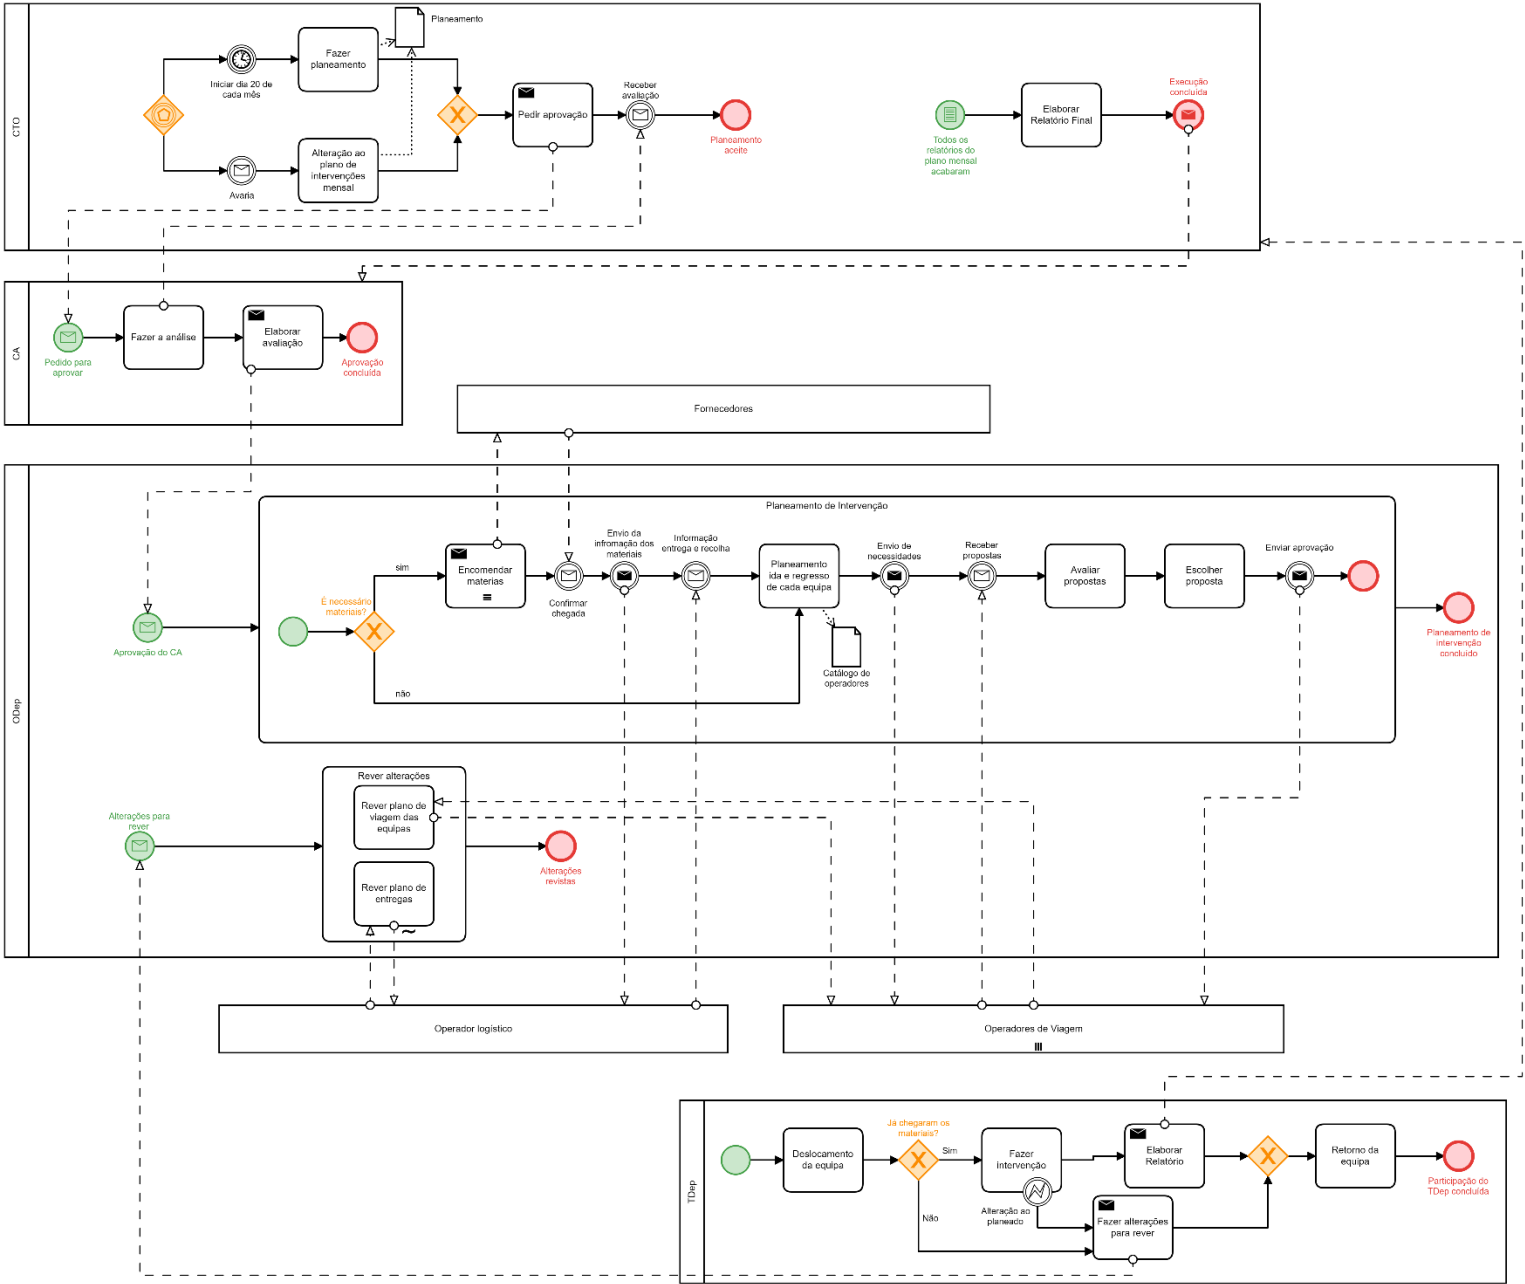 CTO
Planeamento
Fazer
planeamento
Iniciar dia 20 de
cada mês
Alteração ao
plano de
intervenções
mensal
Avaria
Pedir aprovação
Receber
avaliação
Planeamento
aceite
Todos os
relatórios do
plano mensal
acabaram
Elaborar
Relatório Final
Execução
concluída
CA
Pedido para
aprovar
Fazer a análise
Elaborar
avaliação
Aprovação
concluída
Fornecedores
ODep
Planeamento de Intervenção
Aprovação do CA
É necessário
materiais?
sim
não
Encomendar
materias
Confirmar
chegada
Envio da
infromação dos
materiais
Informação
entrega e recolha
Planeamento
ida e regresso
de cada equipa
Catálogo de
operadores
Envio de
necessidades
Receber
propostas
Avaliar
propostas
Escolher
proposta
Enviar aprovação
Planeamento de
intervenção
concluído
Alterações para
rever
Rever alterações
Rever plano de
viagem das
equipas
Rever plano de
entregas
Alterações
revistas
Operador logístico
Operadores de Viagem
TDep
Deslocamento
da equipa
Já chegaram os
materiais?
Sim
Não
Fazer
intervenção
Alteração ao
planeado
Elaborar
Relatório
Fazer alterações
para rever
Retorno da
equipa
Participação do
TDep concluída